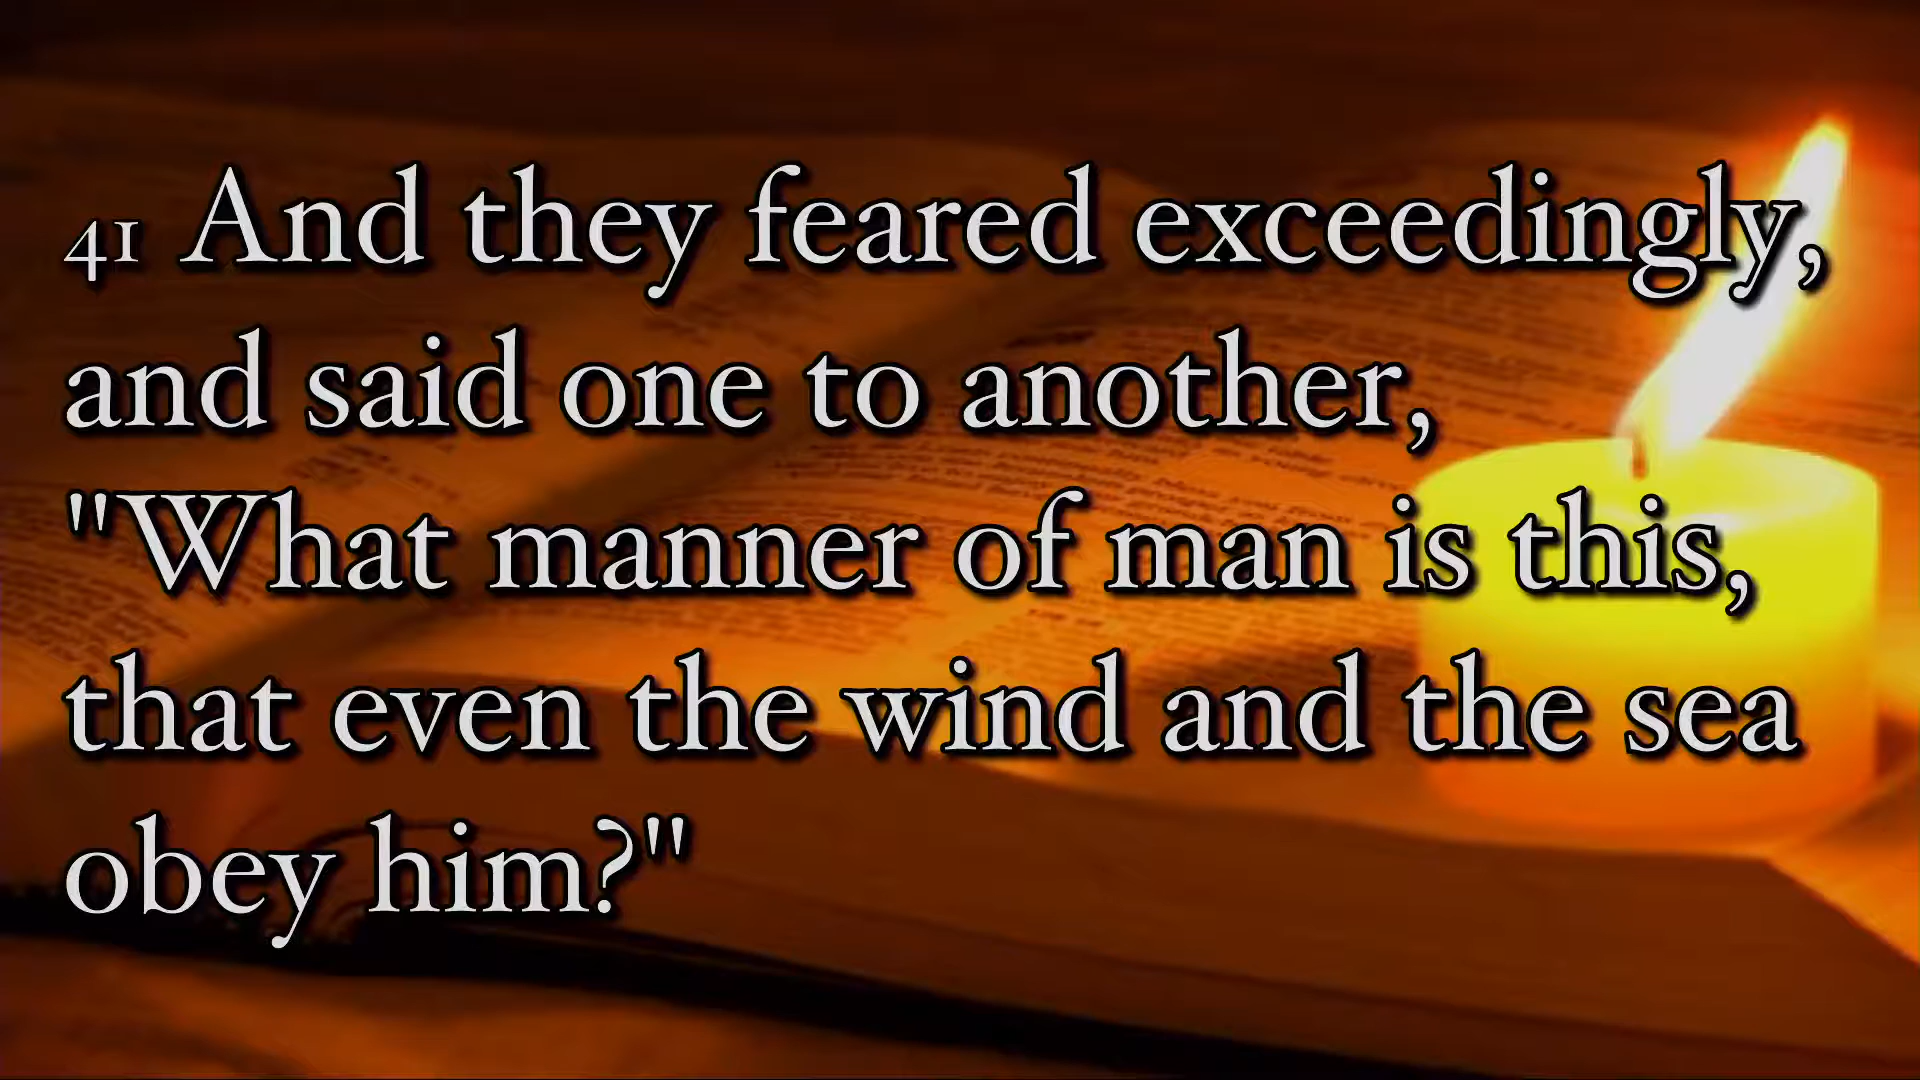 41 And they feared exceedingly,
and said one to another,
"What manner of man is this,
that even the wind and the sea
obey him?"